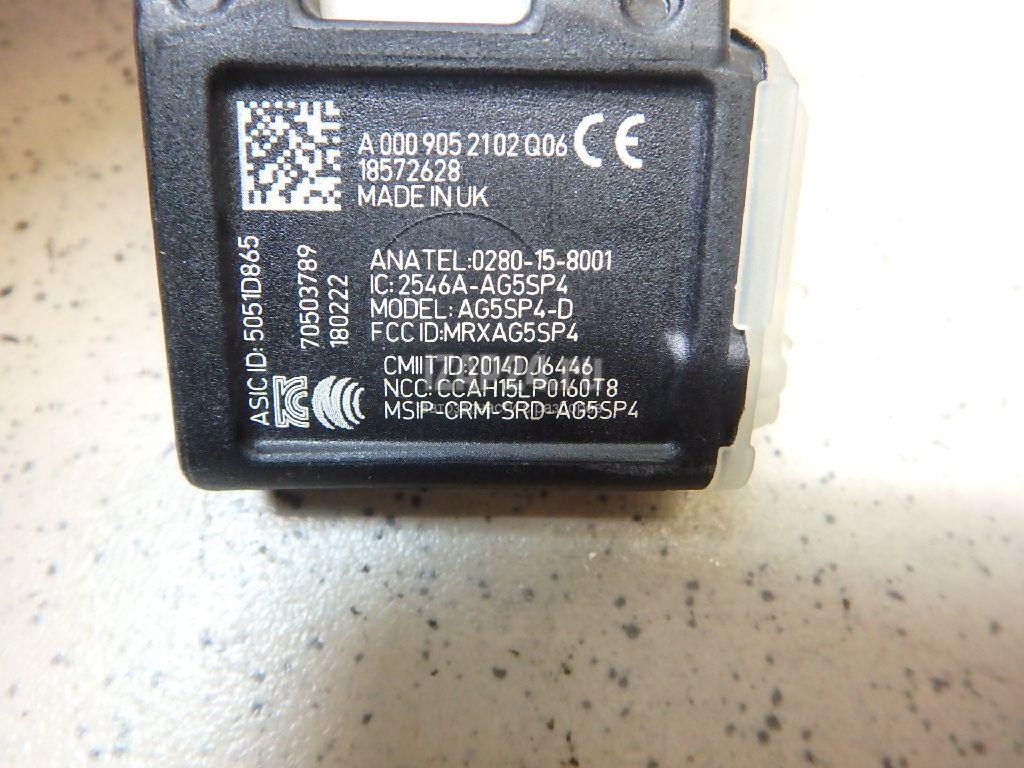 A 000 905 2102 Q06 CE
18572628
MADE IN UK
ASIC ID: 5051D865
70503789
180222
ANATEL:0280-15-8001
IC: 2546A-AG5SP4
MODEL: AG5SP4-D
FCC ID:MRXAG5SP4
CMIIT ID:2014DJ6446
NCC: CCAH15LP0160T8
MSIP-CRM-SRD-AG5SP4